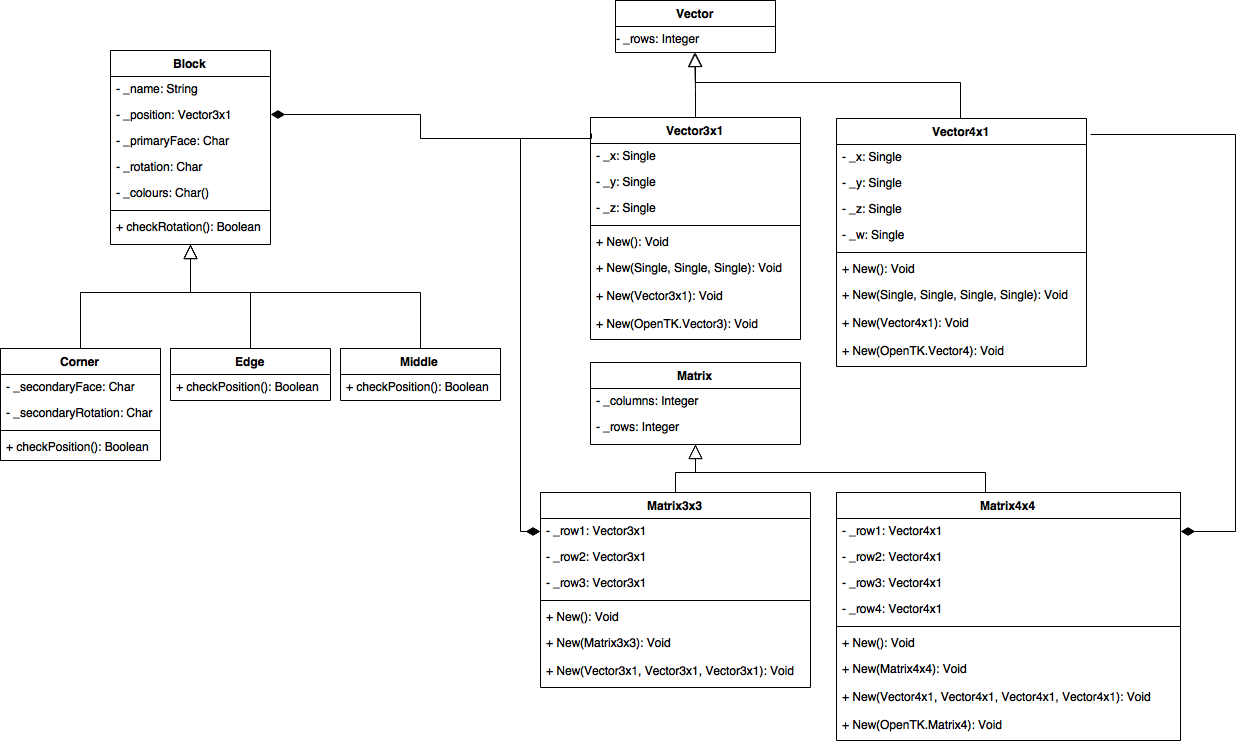 Vector
- _rows: Integer
Block
- _name: String
- _position: Vector3x1
- _primaryFace: Char
- _rotation: Char
- _colours: Char()
+ checkRotation(): Boolean
Vector3x1
- _x: Single
- _y: Single
- _z: Single
+ New(): Void
+ New(Single, Single, Single): Void
+ New(Vector3x1): Void
+ New(OpenTK.Vector3): Void
Vector4x1
- _x: Single
- _y: Single
- _z: Single
- _w: Single
+ New(): Void
+ New(Single, Single, Single, Single): Void
+ New(Vector4x1): Void
+ New(OpenTK.Vector4): Void
Corner
- _secondaryFace: Char
- _secondaryRotation: Char
+ checkPosition(): Boolean
Edge
+ checkPosition(): Boolean
Middle
+ checkPosition(): Boolean
Matrix
- _columns: Integer
- _rows: Integer
Matrix3x3
- _row1: Vector3x1
- _row2: Vector3x1
- _row3: Vector3x1
+ New(): Void
+ New(Matrix3x3): Void
+ New(Vector3x1, Vector3x1, Vector3x1): Void
Matrix4x4
- _row1: Vector4x1
- _row2: Vector4x1
- _row3: Vector4x1
- _row4: Vector4x1
+ New(): Void
+ New(Matrix4x4): Void
+ New(Vector4x1, Vector4x1, Vector4x1, Vector4x1): Void
+ New(OpenTK.Matrix4): Void